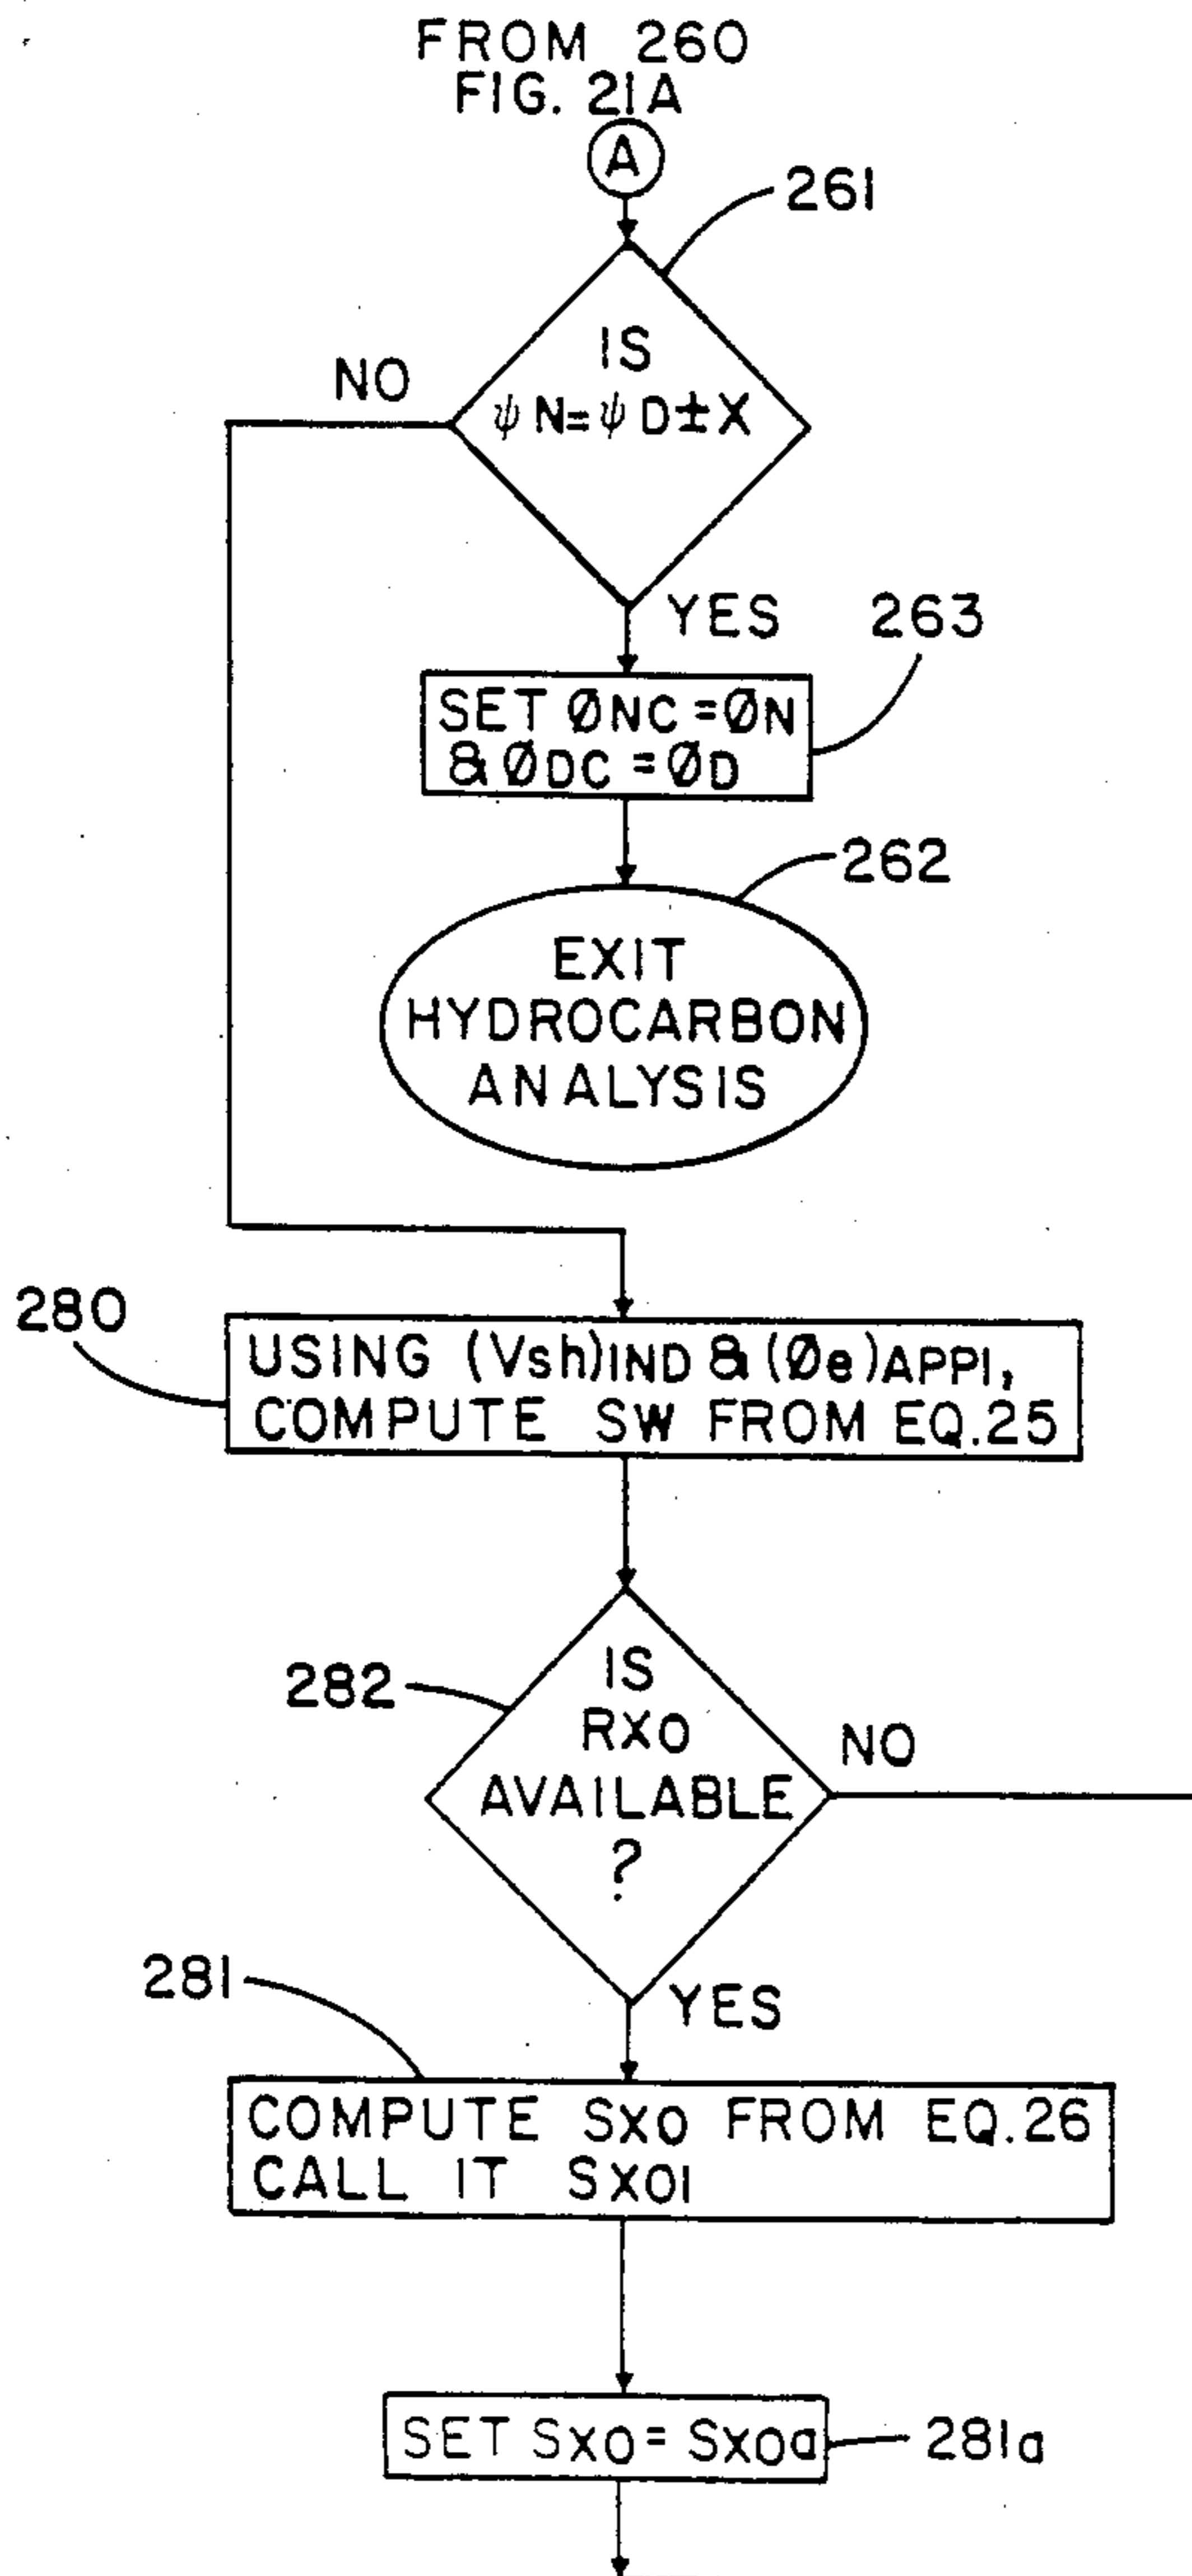 FROM 260
FIG. 21A
A
261
IS
ψN=ψD±X
NO
YES
263
SET ØNC=ØN
& ØDC=ØD
262
EXIT
HYDROCARBON
ANALYSIS
280
USING (Vsh)IND & (Øe)APPI,
COMPUTE SW FROM EQ.25
282
IS
RXO
AVAILABLE
?
NO
YES
281
COMPUTE SXO FROM EQ.26
CALL IT SXOI
SET SXO= SXOa
281a